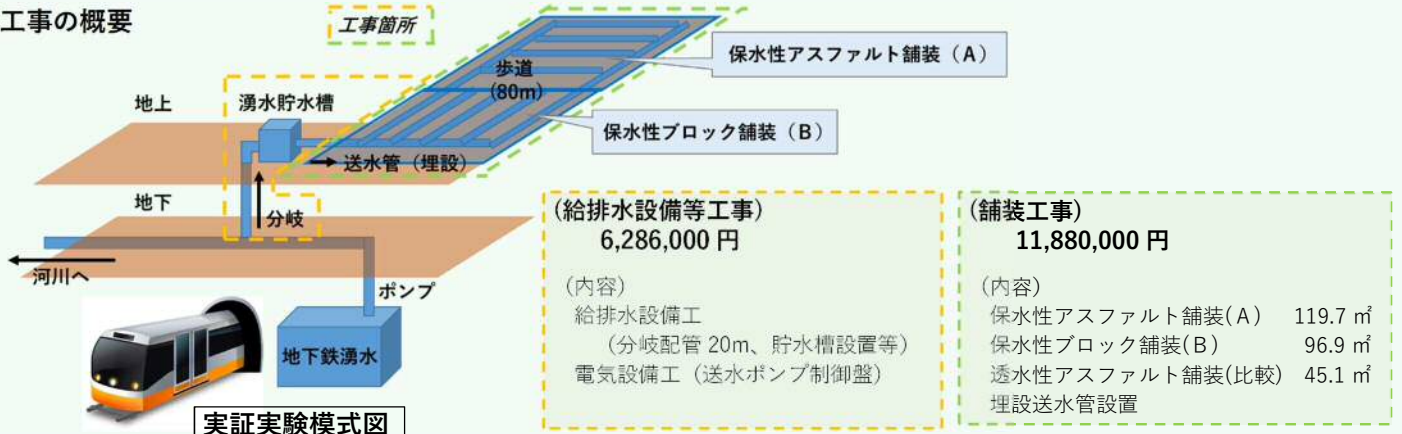 工事の概要
工事箇所
保水性アスファルト舗装（A）
歩道
(80m)
地上
湧水貯水槽
保水性ブロック舗装（B）
送水管（埋設）
地下
分岐
河川へ
ポンプ
地下鉄湧水
実証実験模式図
(給排水設備等工事)
6,286,000 円
(内容)
給排水設備工
（分岐配管 20m、貯水槽設置等）
電気設備工（送水ポンプ制御盤）
(舗装工事)
11,880,000 円
(内容)
保水性アスファルト舗装(A) 119.7 ㎡
保水性ブロック舗装(B) 96.9 ㎡
透水性アスファルト舗装(比較) 45.1 ㎡
埋設送水管設置